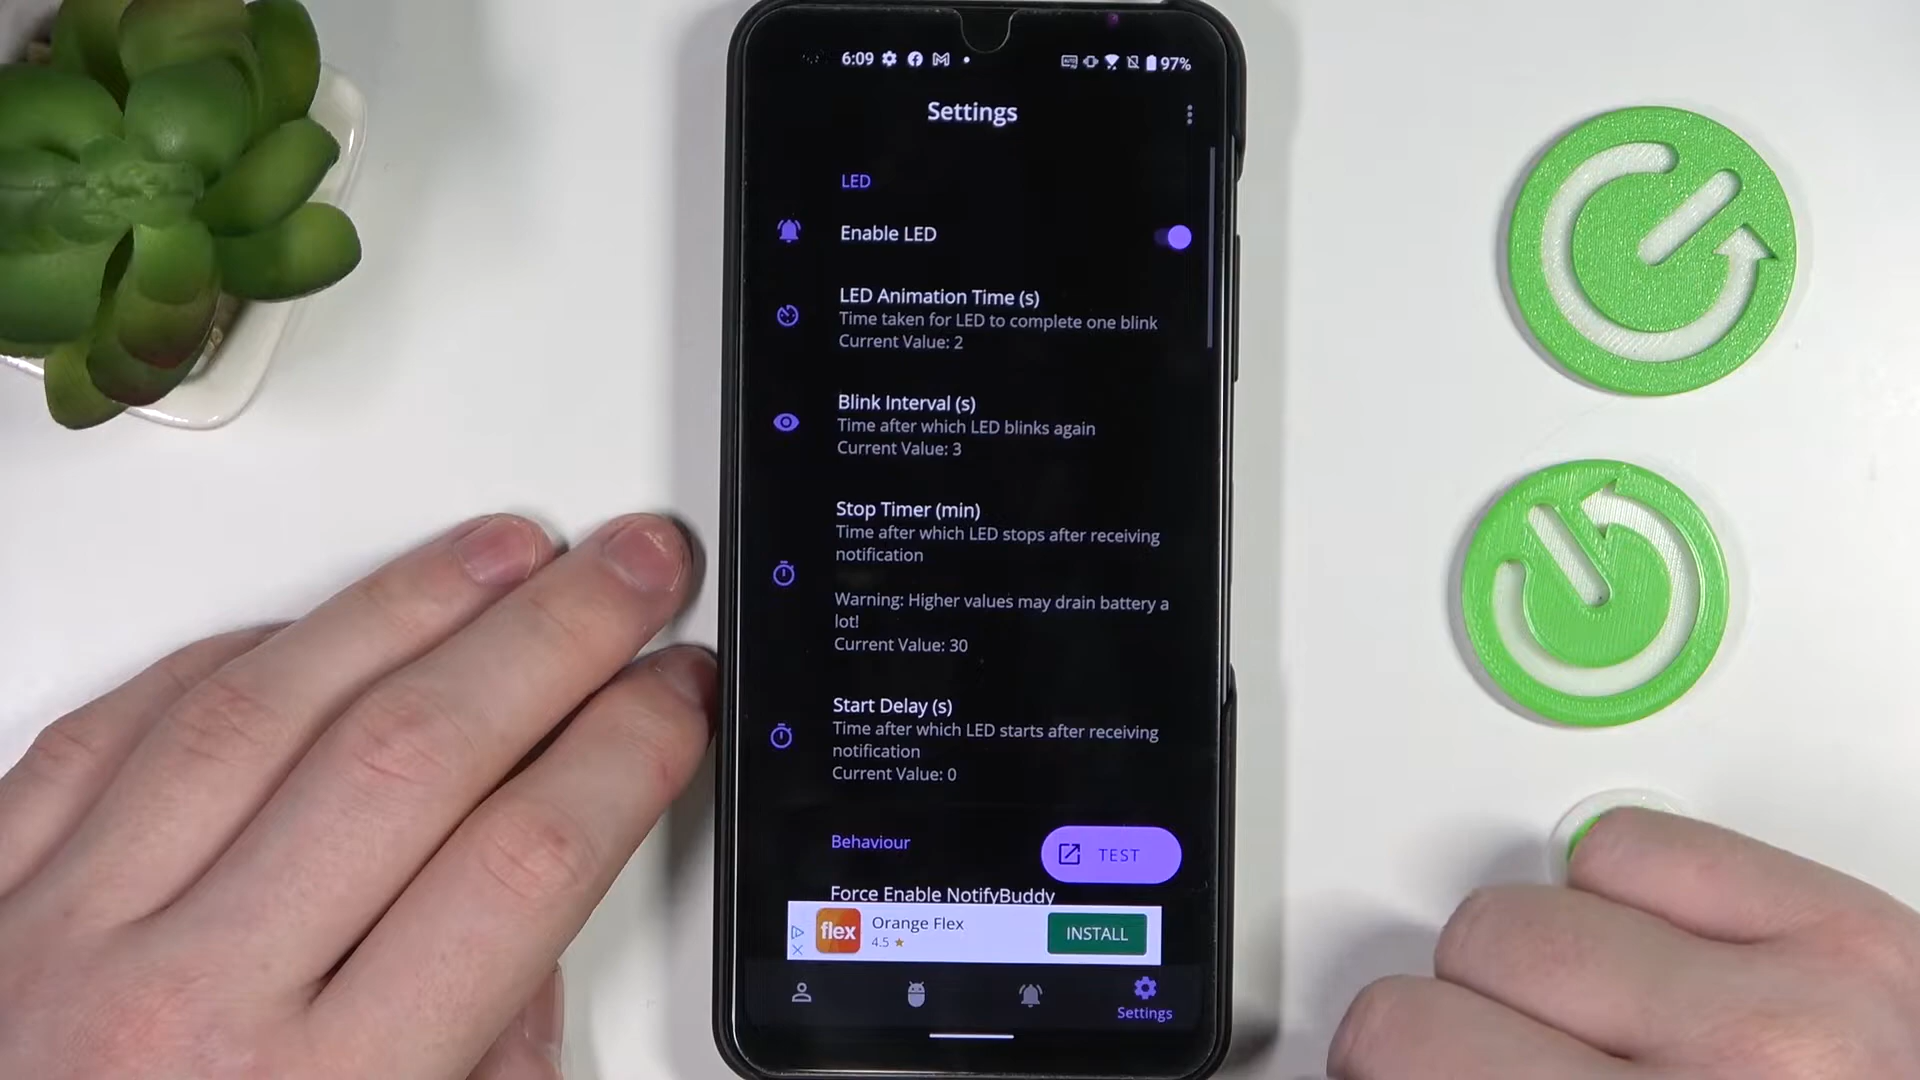 6:09
97%
Settings
LED
Enable LED
LED Animation Time (s)
Time taken for LED to complete one blink
Current Value: 2
Blink Interval (s)
Time after which LED blinks again
Current Value: 3
Stop Timer (min)
Time after which LED stops after receiving
notification
Warning: Higher values may drain battery a
lot!
Current Value: 30
Start Delay (s)
Time after which LED starts after receiving
notification
Current Value: 0
Behaviour
TEST
Force Enable NotifyBuddy
flex
Orange Flex
4.5 ★
INSTALL
Settings